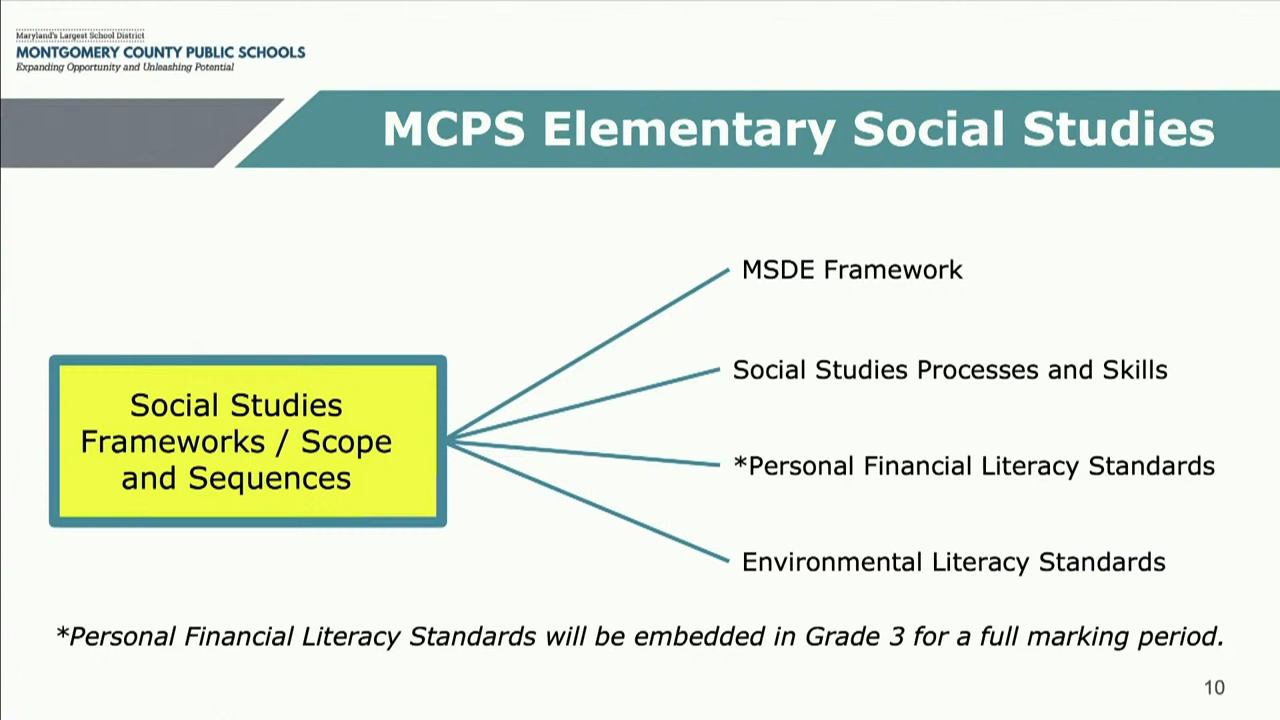 Maryland's Largest School District
MONTGOMERY COUNTY PUBLIC SCHOOLS
Expanding Opportunity and Unleashing Potential
MCPS Elementary Social Studies
MSDE Framework
Social Studies Processes and Skills
Social Studies
Frameworks / Scope
and Sequences
*Personal Financial Literacy Standards
Environmental Literacy Standards
*Personal Financial Literacy Standards will be embedded in Grade 3 for a full marking period.
10